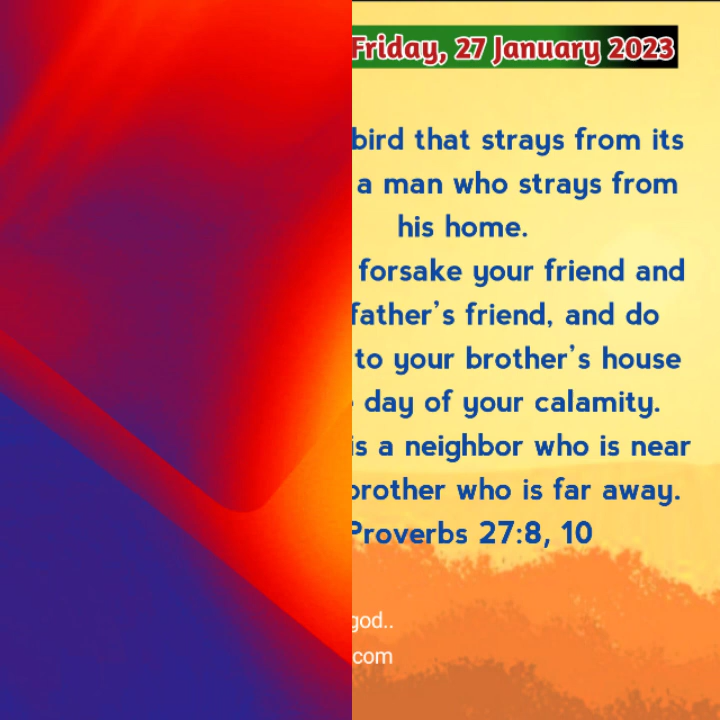 Friday, 27 January 2023
bird that strays from its
a man who strays from
his home.
forsake your friend and
father's friend, and do
to your brother's house
day of your calamity.
is a neighbor who is near
brother who is far away.
Proverbs 27:8, 10
god..
com